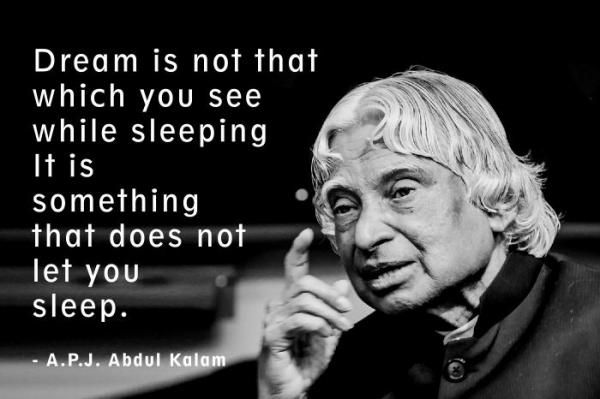 Dream is not that
which you see
while sleeping
It is
something
that does not
let you
sleep.
- A.P.J. Abdul Kalam